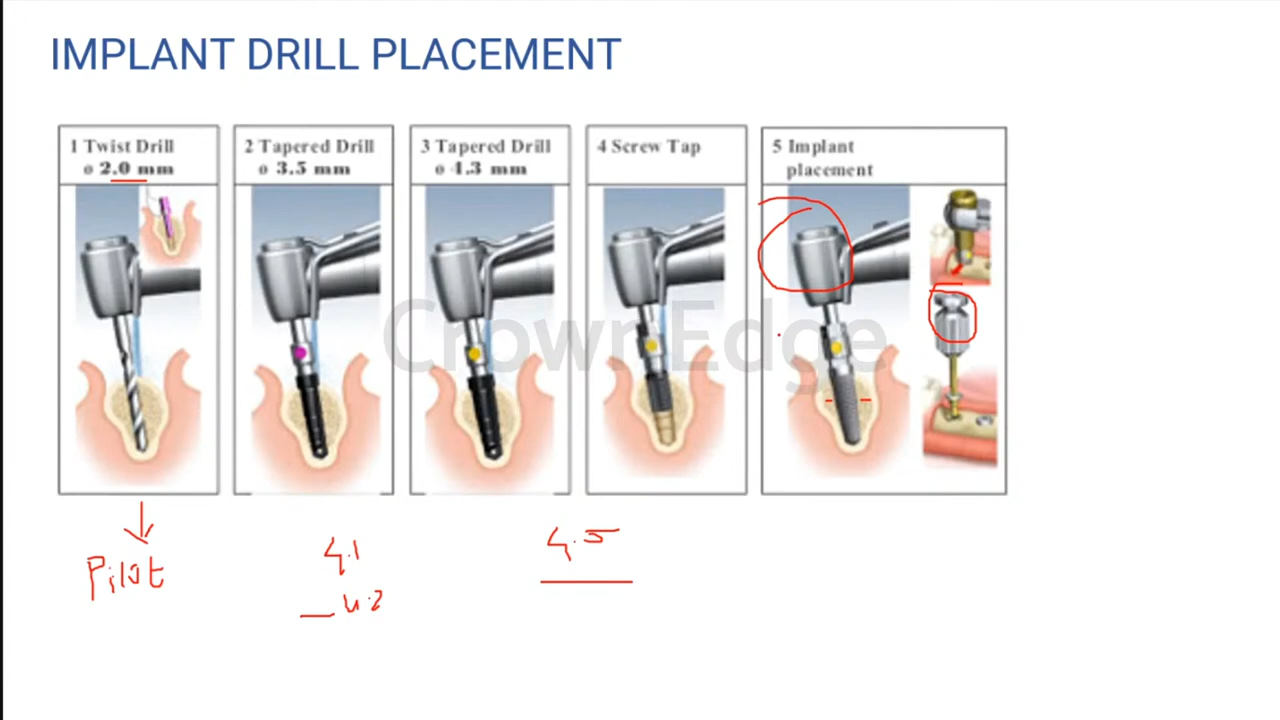 IMPLANT DRILL PLACEMENT
1 Twist Drill
ø 2.0 mm
2 Tapered Drill
ø 3.5 mm
3 Tapered Drill
ø 4.3 mm
4 Screw Tap
5 Implant
placement
CrownEdge
Pilot
4.1
4.2
4.5